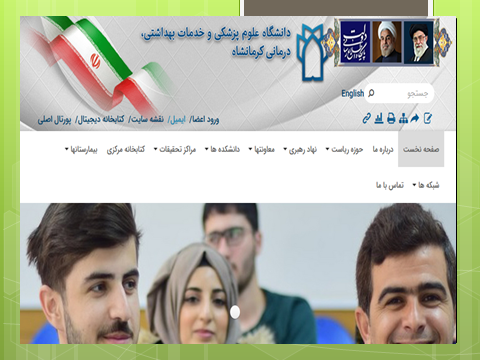 دانشگاه علوم پزشکی و خدمات بهداشتی،
درمانی کرمانشاه
جستجو
English
ورود اعضا/ ایمیل/ نقشه سایت/ کتابخانه دیجیتال/ پورتال اصلی
صفحه نخست درباره ما حوزه ریاست نهاد رهبری معاونتها دانشکده ها مراکز تحقیقات کتابخانه مرکزی بیمارستانها
شبکه ها تماس با ما